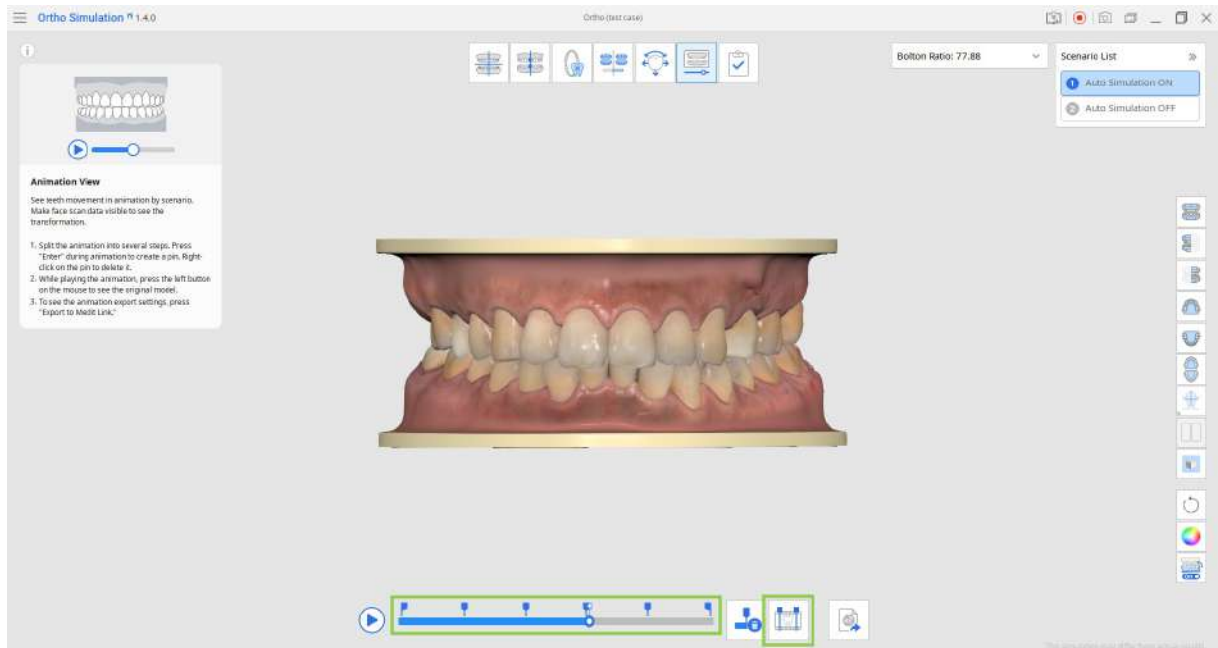 Ortho Simulation 1.4.0
Ortho (test case)
Bolton Ratio: 77.88
Scenario List
1 Auto Simulation ON
2 Auto Simulation OFF
Animation View
See teeth movement in animation by scenario.
Make face scan data visible to see the
transformation.
1. Split the animation into several steps. Press
"Enter" during animation to create a pin. Right-
click on the pin to delete it.
2. While playing the animation, press the left button
on the mouse to see the original model.
3. To see the animation export settings, press
"Export to Medit Link."
ON